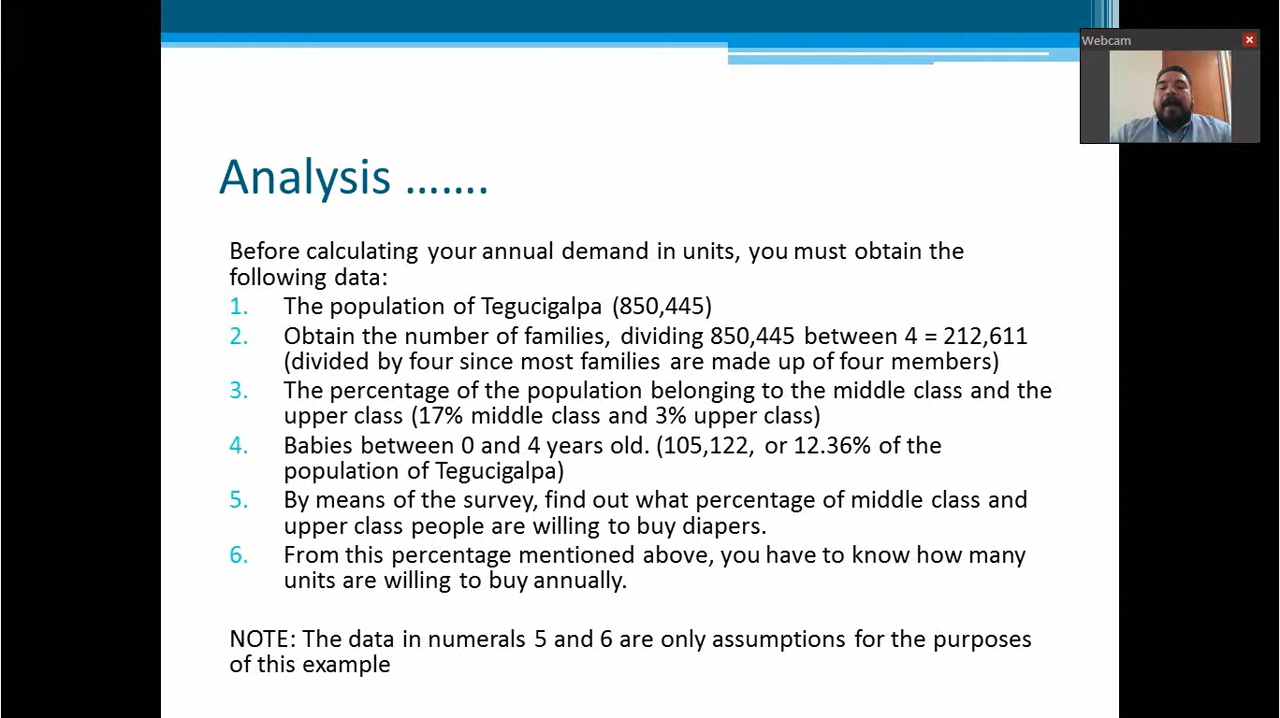 Webcam
Analysis .......
Before calculating your annual demand in units, you must obtain the
following data:
1. The population of Tegucigalpa (850,445)
2. Obtain the number of families, dividing 850,445 between 4 = 212,611
(divided by four since most families are made up of four members)
3. The percentage of the population belonging to the middle class and the
upper class (17% middle class and 3% upper class)
4. Babies between 0 and 4 years old. (105,122, or 12.36% of the
population of Tegucigalpa)
5. By means of the survey, find out what percentage of middle class and
upper class people are willing to buy diapers.
6. From this percentage mentioned above, you have to know how many
units are willing to buy annually.
NOTE: The data in numerals 5 and 6 are only assumptions for the purposes
of this example